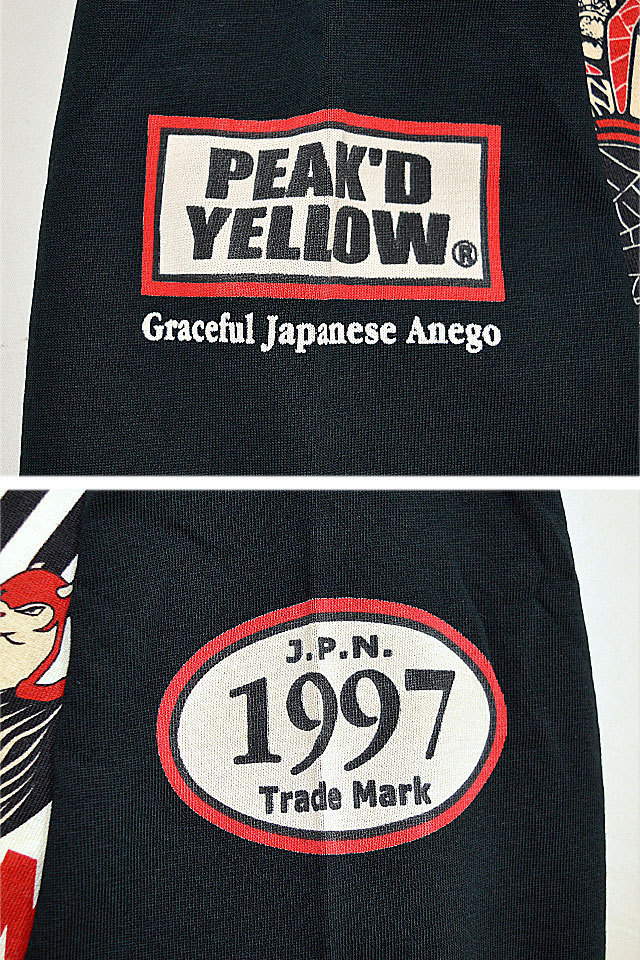 PEAK'D
YELLOW®
Graceful Japanese Anego
J.P.N.
1997
Trade Mark